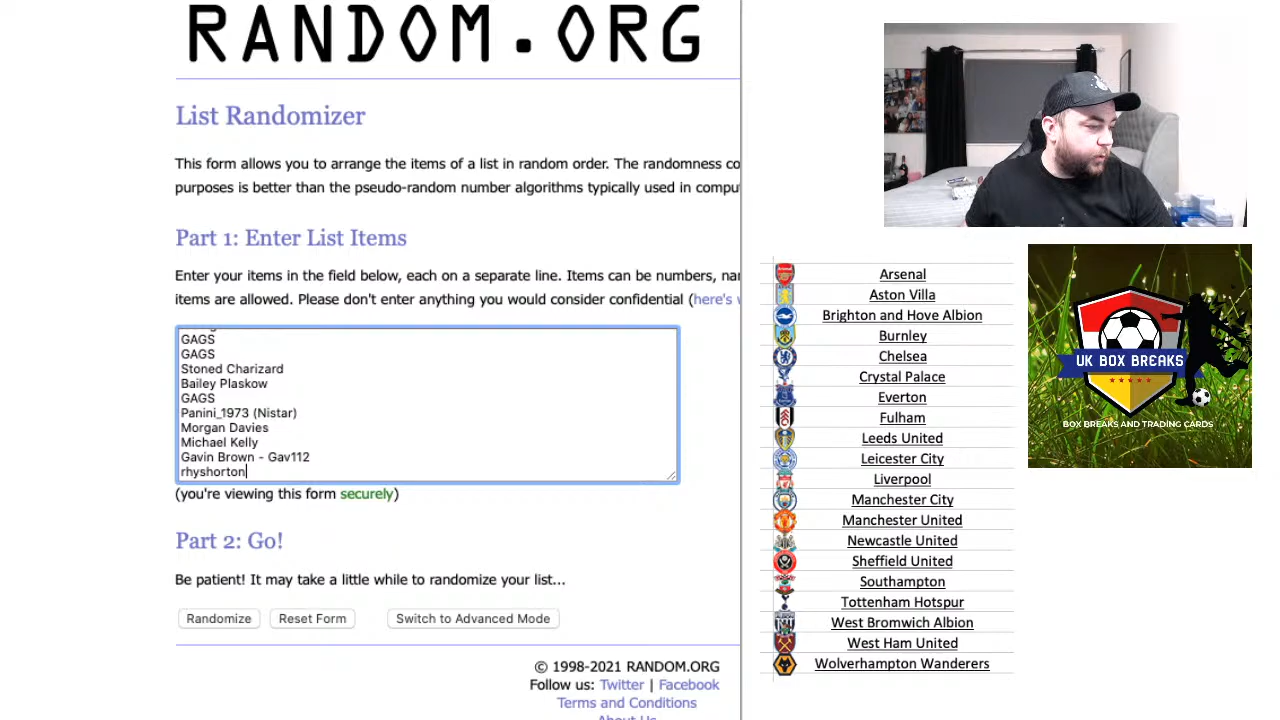 RANDOM.ORG
List Randomizer
This form allows you to arrange the items of a list in random order. The randomness co
purposes is better than the pseudo-random number algorithms typically used in compu
Part 1: Enter List Items
Enter your items in the field below, each on a separate line. Items can be numbers, nar
items are allowed. Please don't enter anything you would consider confidential (here's w
GAGS
GAGS
Stoned Charizard
Bailey Plaskow
GAGS
Panini_1973 (Nistar)
Morgan Davies
Michael Kelly
Gavin Brown - Gav112
rhyshorton
(you're viewing this form securely)
Part 2: Go!
Be patient! It may take a little while to randomize your list...
Randomize Reset Form Switch to Advanced Mode
© 1998-2021 RANDOM.ORG
Follow us: Twitter | Facebook
Terms and Conditions
About Us
Arsenal
Aston Villa
Brighton and Hove Albion
Burnley
Chelsea
Crystal Palace
Everton
Fulham
Leeds United
Leicester City
Liverpool
Manchester City
Manchester United
Newcastle United
Sheffield United
Southampton
Tottenham Hotspur
West Bromwich Albion
West Ham United
Wolverhampton Wanderers
UK BOX BREAKS
BOX BREAKS AND TRADING CARDS